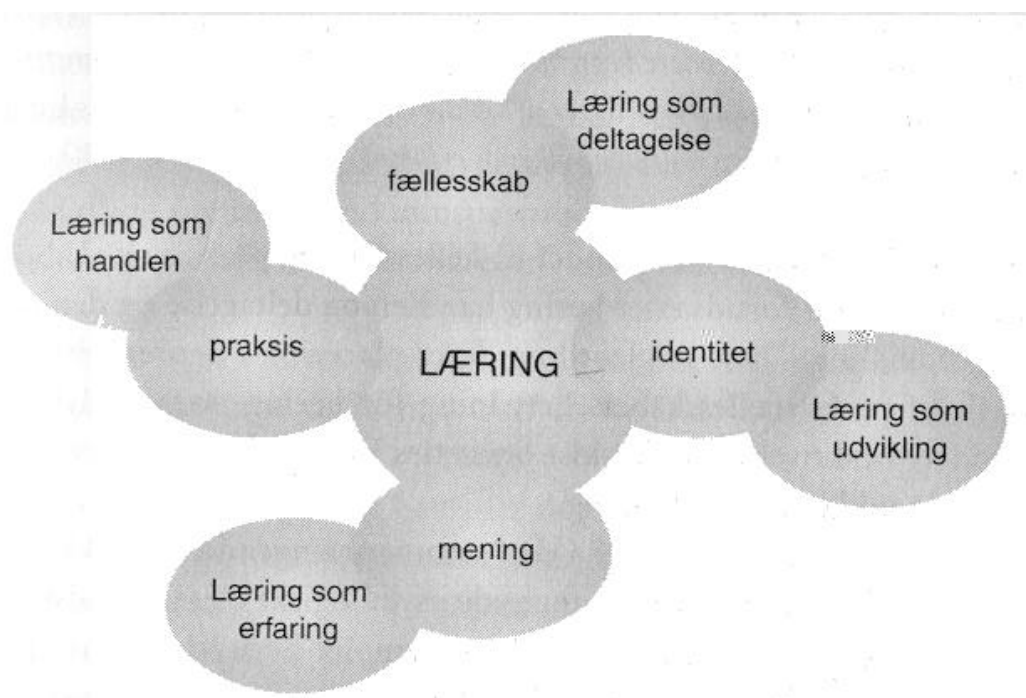 Læring som
deltagelse
fællesskab
Læring som
handlen
praksis
LÆRING
identitet
Læring som
udvikling
mening
Læring som
erfaring